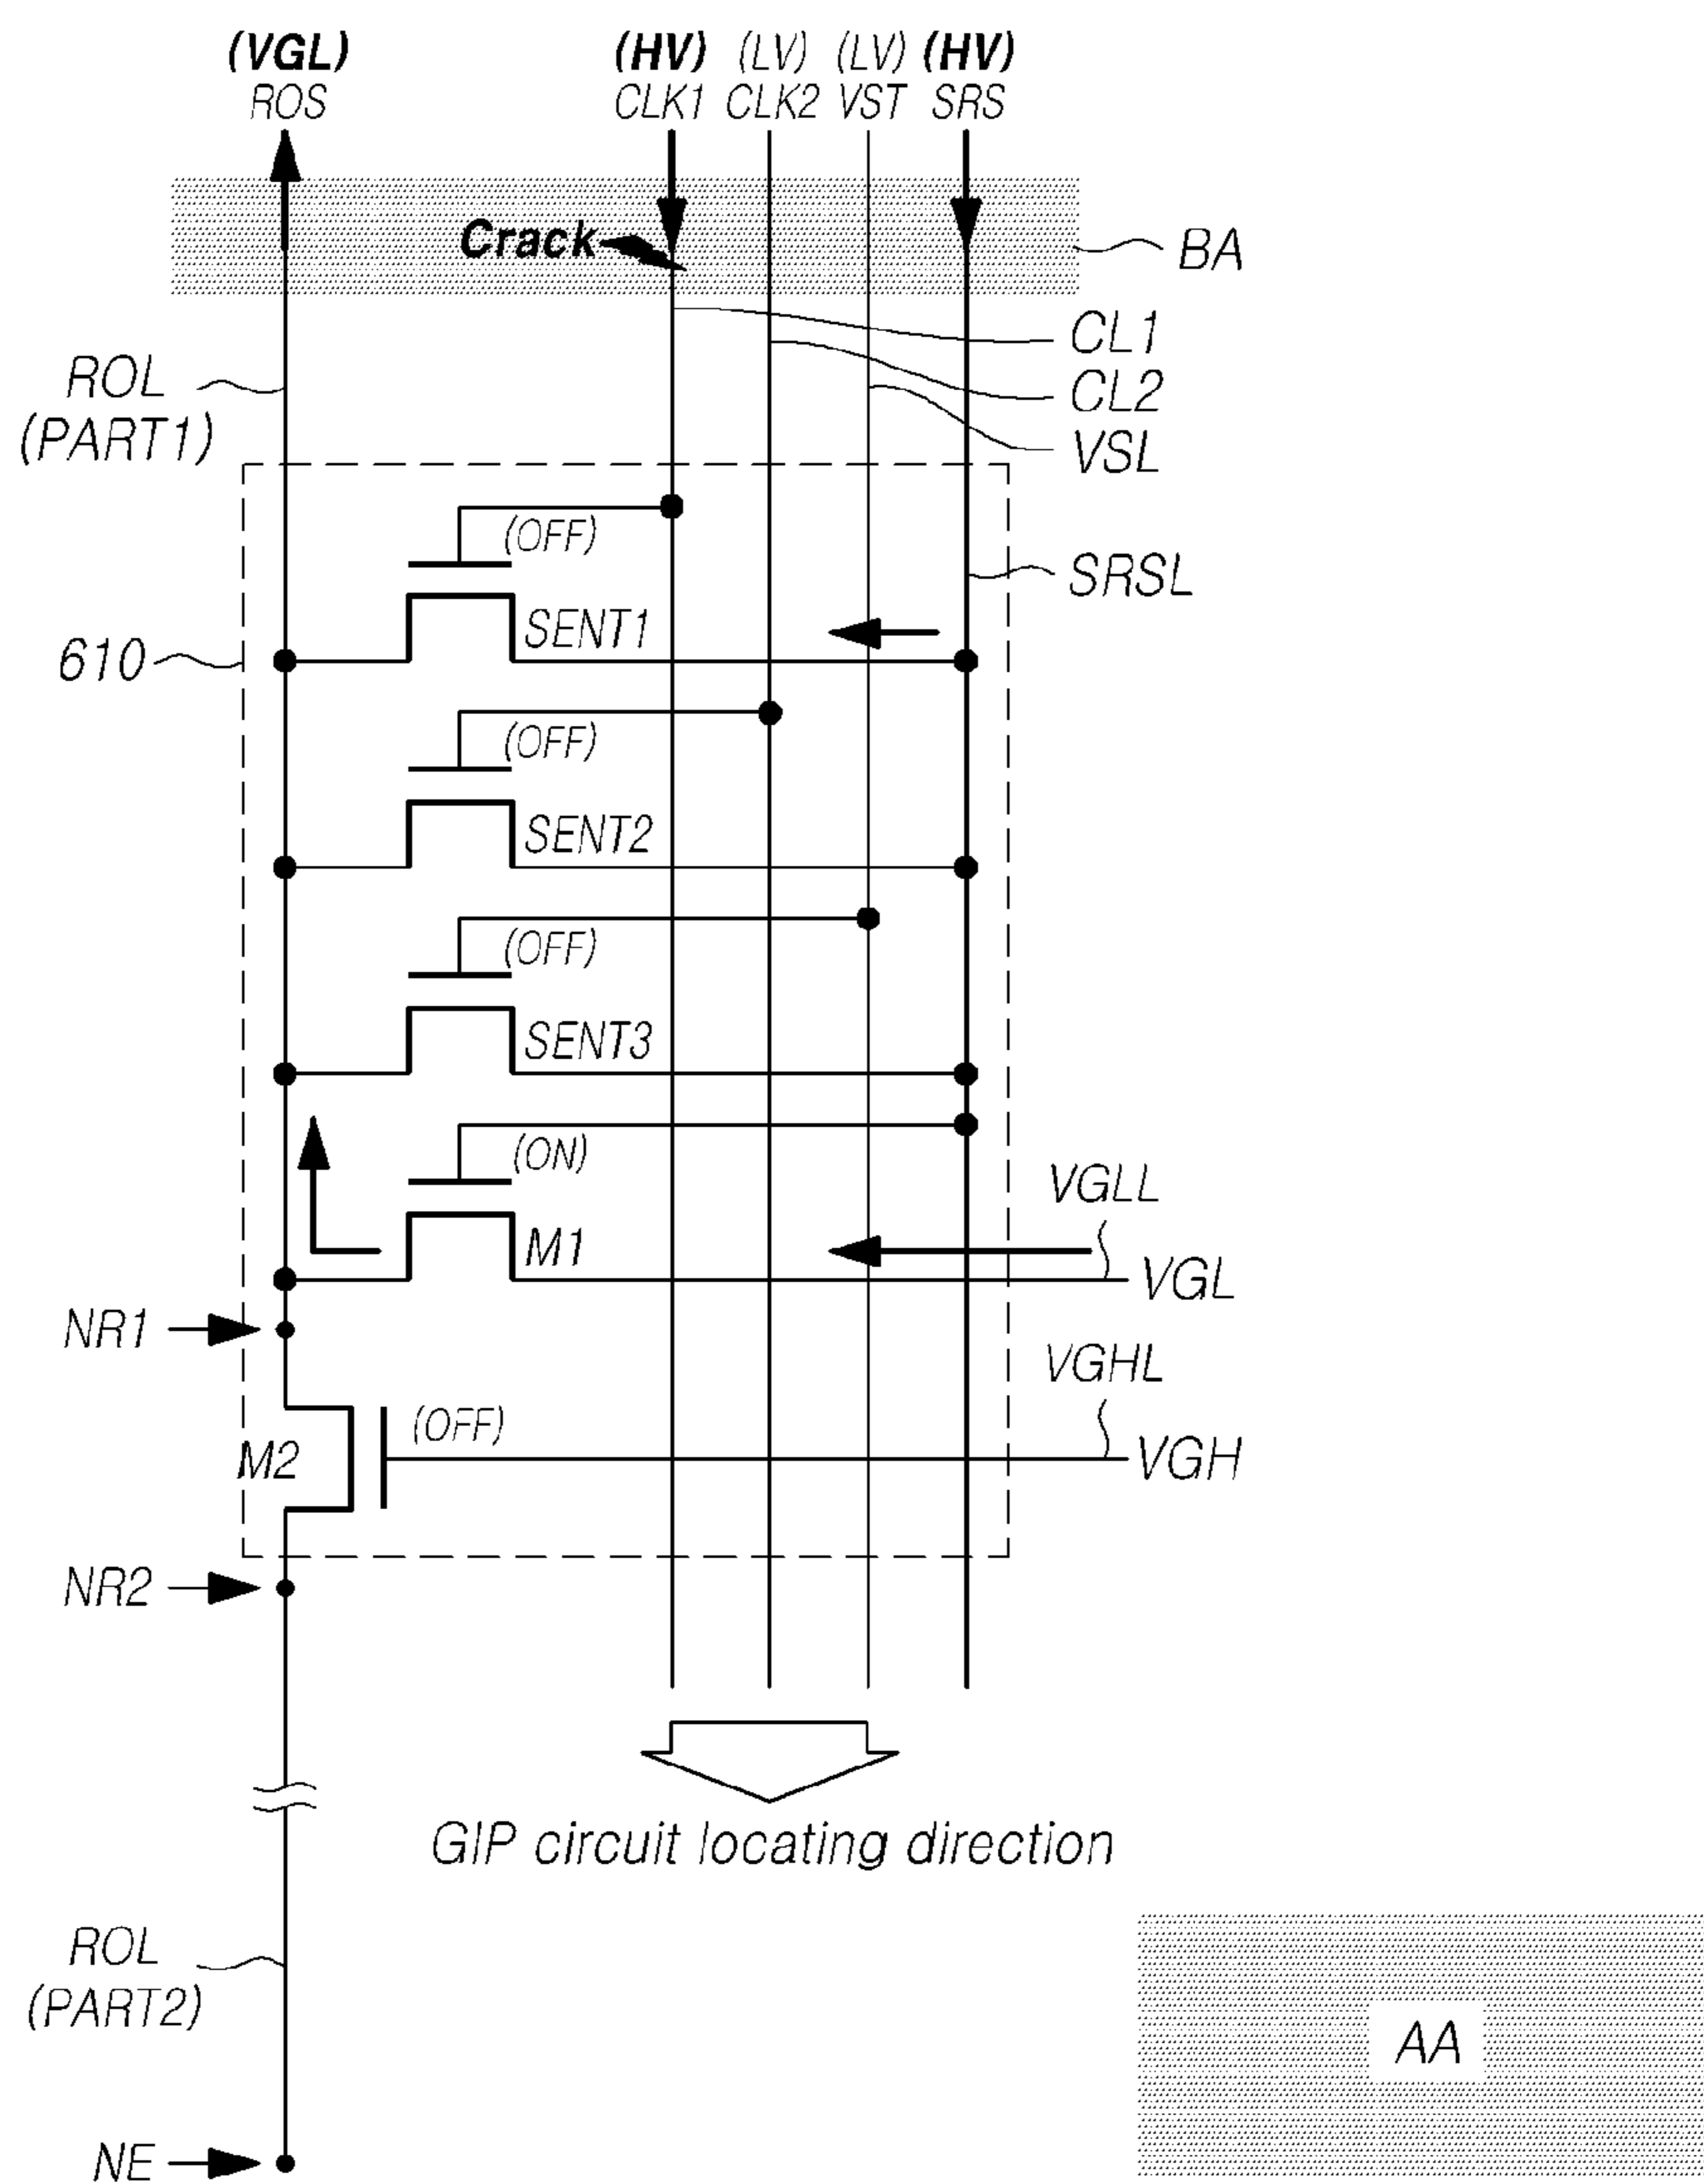 (VGL) (HV) (LV) (LV) (HV)
ROS CLK1 CLK2 VST SRS
Crack
BA
CL1
ROL
(PART1)
CL2
VSL
(OFF)
SRSL
SENT1
610
(OFF)
SENT2
(OFF)
SENT3
(ON)
VGLL
M1
VGL
NR1
VGHL
(OFF)
M2
VGH
NR2
GIP circuit locating direction
ROL
(PART2)
AA
NE